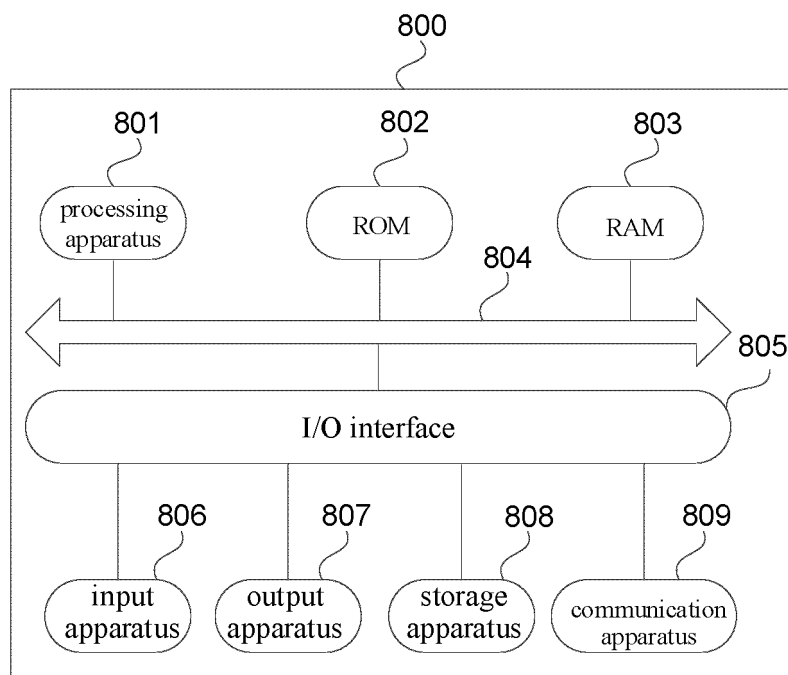 800
801
802
803
processing
apparatus
ROM
RAM
804
805
I/O interface
806
807
808
809
input
apparatus
output
apparatus
storage
apparatus
communication
apparatus